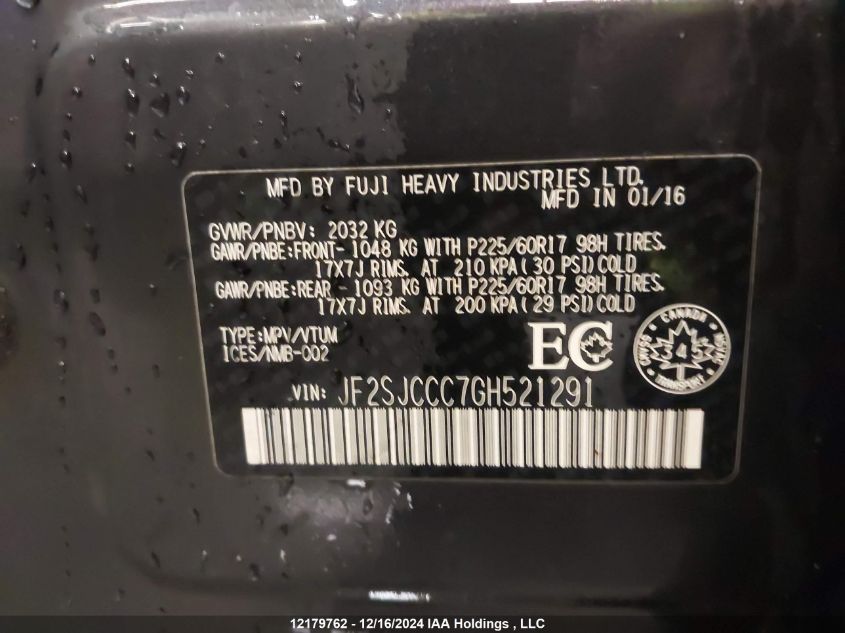 MFD BY FUJI HEAVY INDUSTRIES LTD.
MFD IN 01/16
GVWR/PNBV: 2032 KG
GAWR/PNBE:FRONT- 1048 KG WITH P225/60R17 98H TIRES.
17X7J RIMS. AT 210 KPA(30 PSI)COLD
GAWR/PNBE:REAR - 1093 KG WITH P225/60R17 98H TIRES.
17X7J RIMS. AT 200 KPA(29 PSI)COLD
TYPE:MPV/VTUM
ICES/NMB-002
EC
CANADA
345
TRANSPORT
VIN: JF2SJCCC7GH521291
12179762 - 12/16/2024 IAA Holdings , LLC